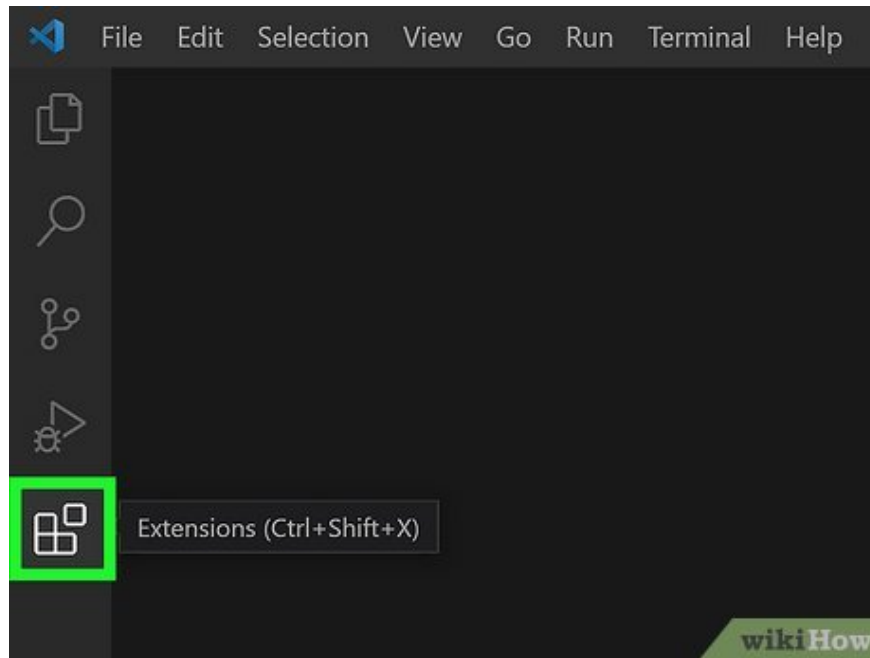 File Edit Selection View Go Run Terminal Help
Extensions (Ctrl+Shift+X)
wikiHow